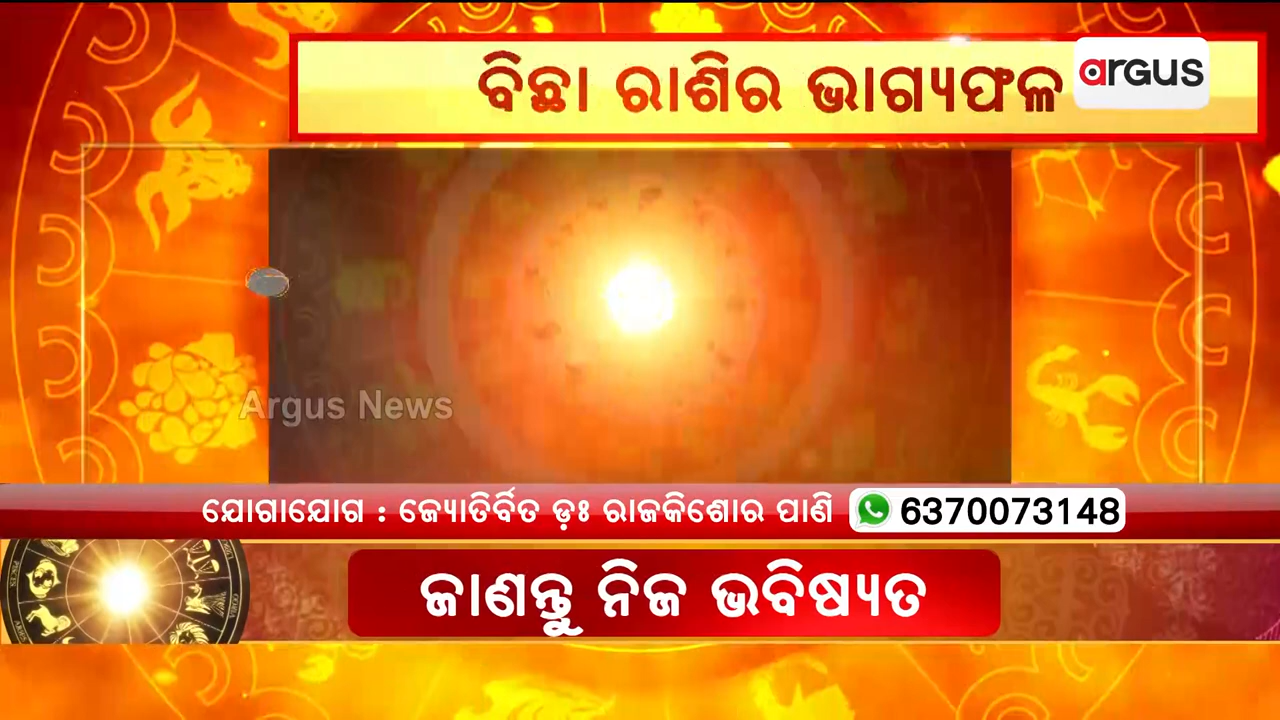 ବିଛା ରାଶିର ଭାଗ୍ୟଫଳ
argus
Argus News
ଯୋଗାଯୋଗ : ଜ୍ୟୋତିର୍ବିତ ଡ଼ଃ ରାଜକିଶୋର ପାଣି 6370073148
ଜାଣନ୍ତୁ ନିଜ ଭବିଷ୍ୟତ